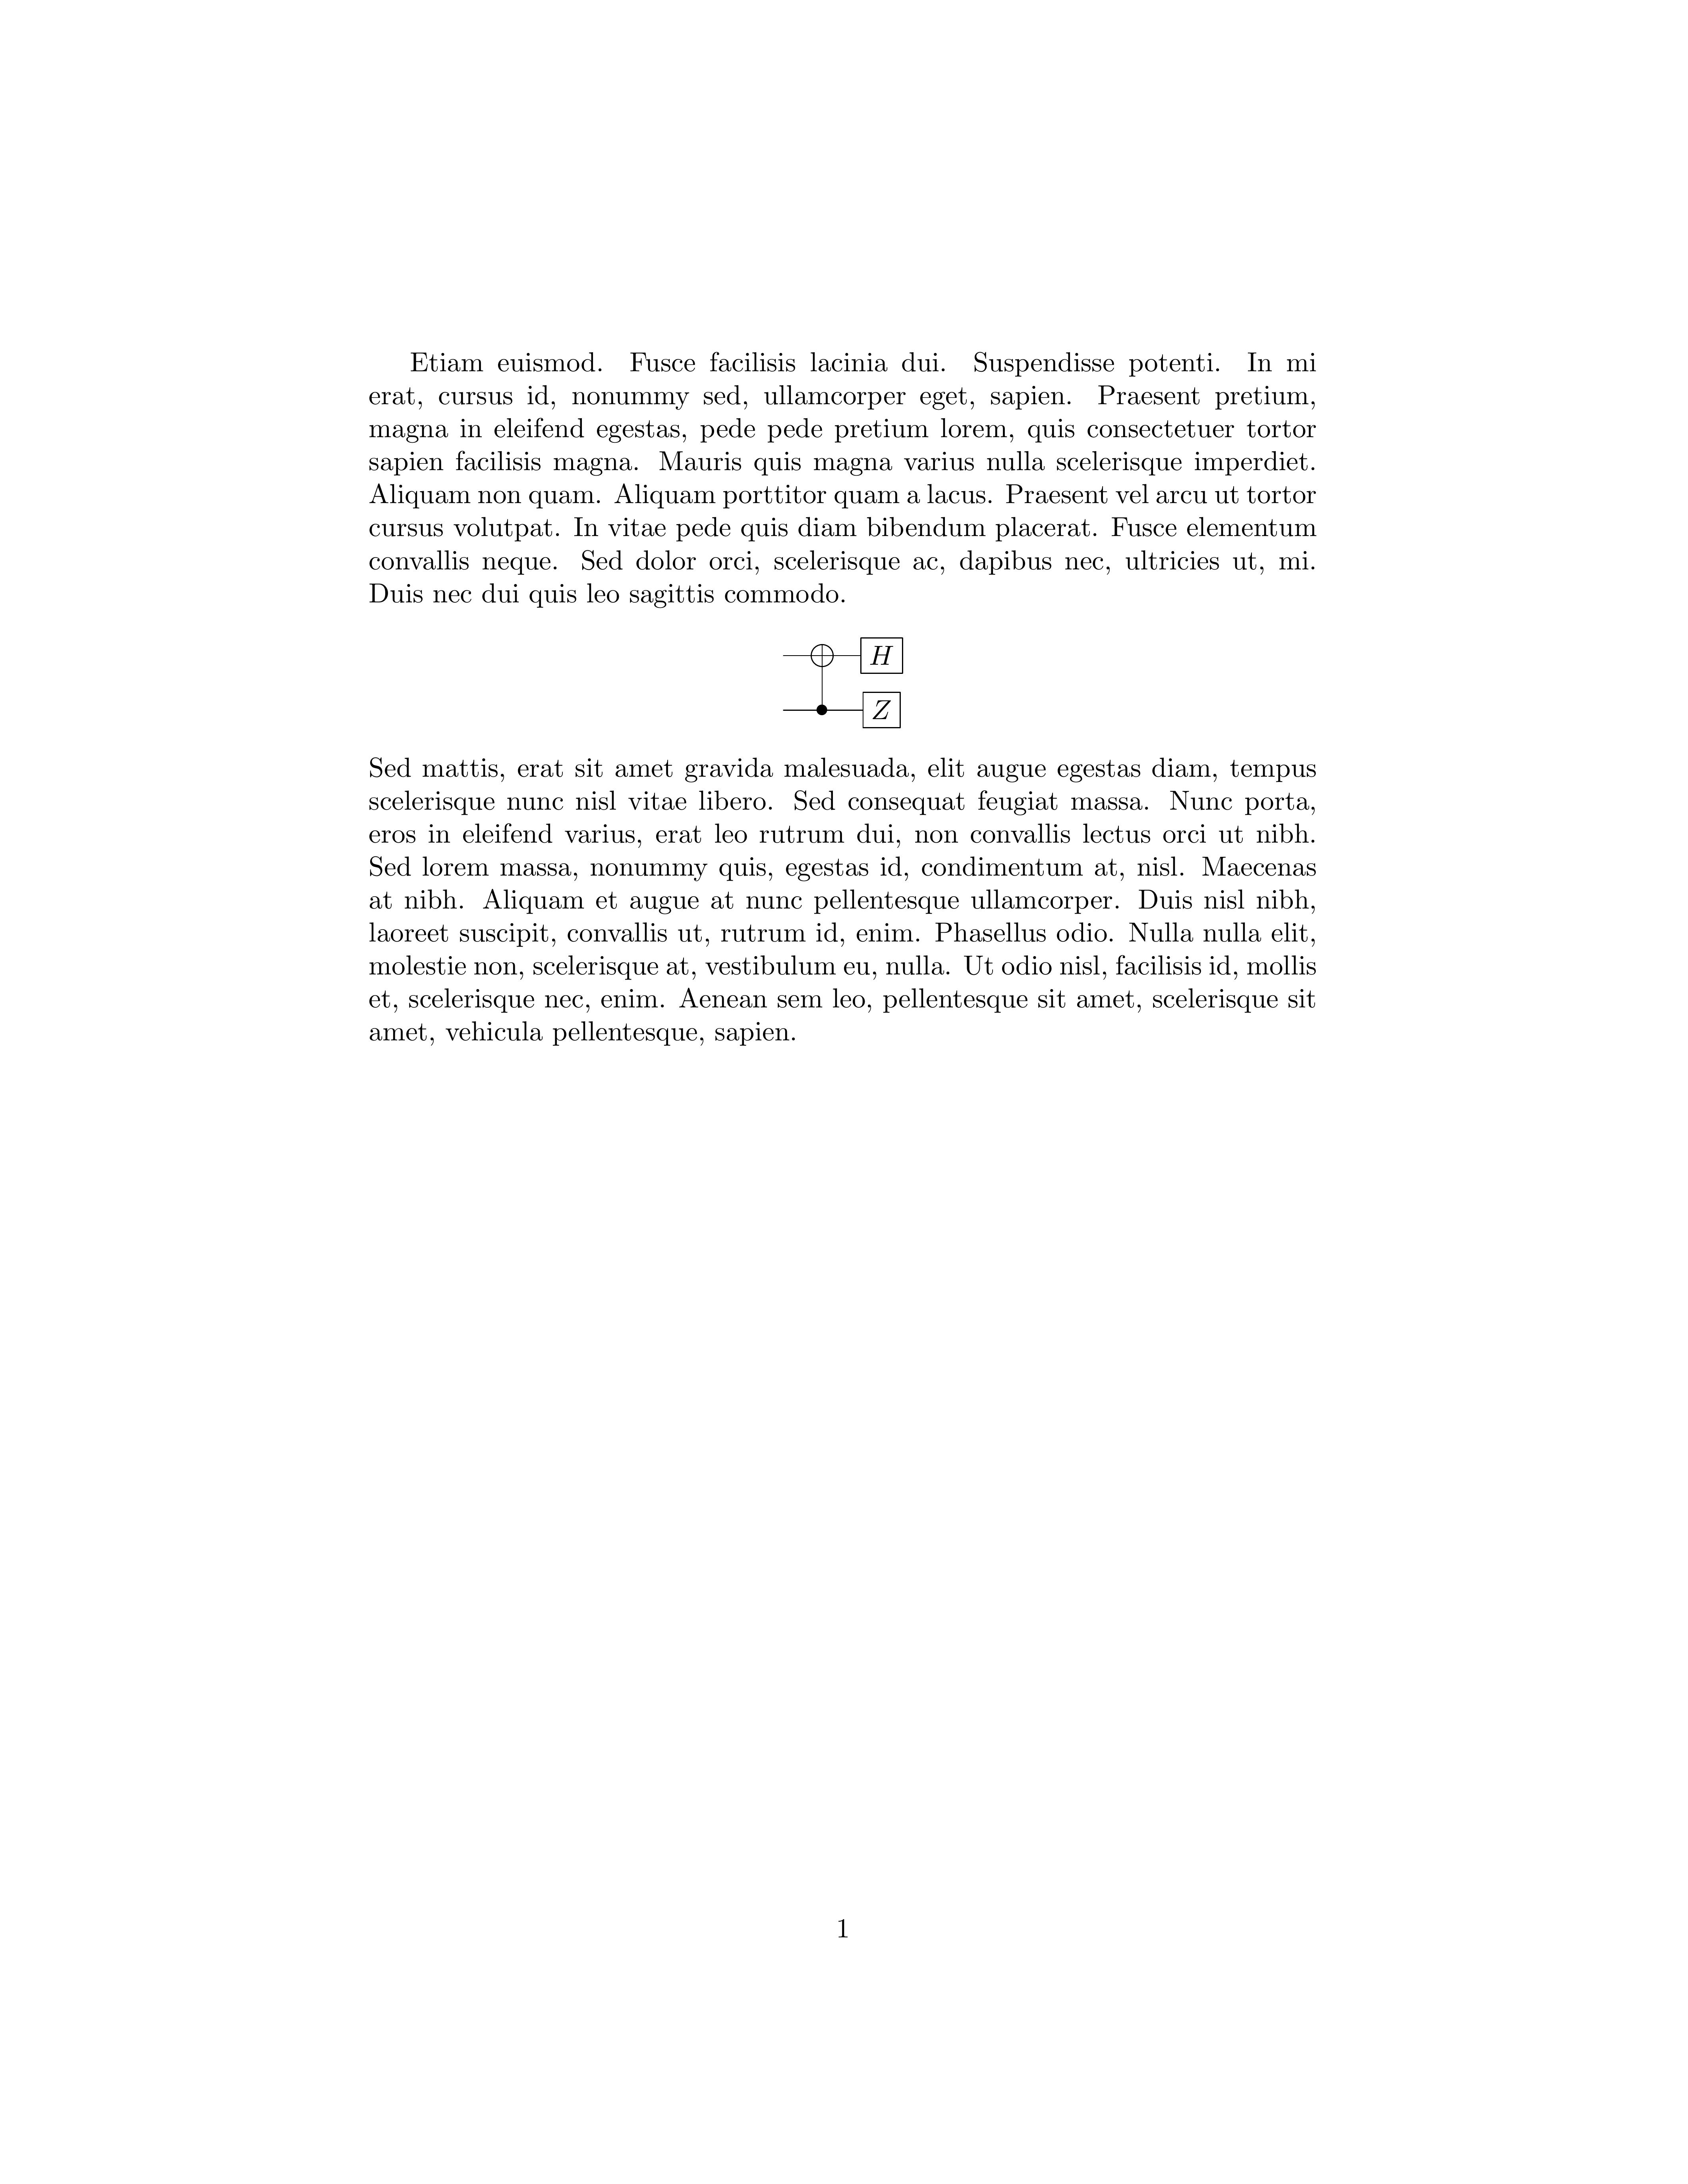 Etiam euismod. Fusce facilisis lacinia dui. Suspendisse potenti. In mi
erat, cursus id, nonummy sed, ullamcorper eget, sapien. Praesent pretium,
magna in eleifend egestas, pede pede pretium lorem, quis consectetuer tortor
sapien facilisis magna. Mauris quis magna varius nulla scelerisque imperdiet.
Aliquam non quam. Aliquam porttitor quam a lacus. Praesent vel arcu ut tortor
cursus volutpat. In vitae pede quis diam bibendum placerat. Fusce elementum
convallis neque. Sed dolor orci, scelerisque ac, dapibus nec, ultricies ut, mi.
Duis nec dui quis leo sagittis commodo.
H
Z
Sed mattis, erat sit amet gravida malesuada, elit augue egestas diam, tempus
scelerisque nunc nisl vitae libero. Sed consequat feugiat massa. Nunc porta,
eros in eleifend varius, erat leo rutrum dui, non convallis lectus orci ut nibh.
Sed lorem massa, nonummy quis, egestas id, condimentum at, nisl. Maecenas
at nibh. Aliquam et augue at nunc pellentesque ullamcorper. Duis nisl nibh,
laoreet suscipit, convallis ut, rutrum id, enim. Phasellus odio. Nulla nulla elit,
molestie non, scelerisque at, vestibulum eu, nulla. Ut odio nisl, facilisis id, mollis
et, scelerisque nec, enim. Aenean sem leo, pellentesque sit amet, scelerisque sit
amet, vehicula pellentesque, sapien.
1